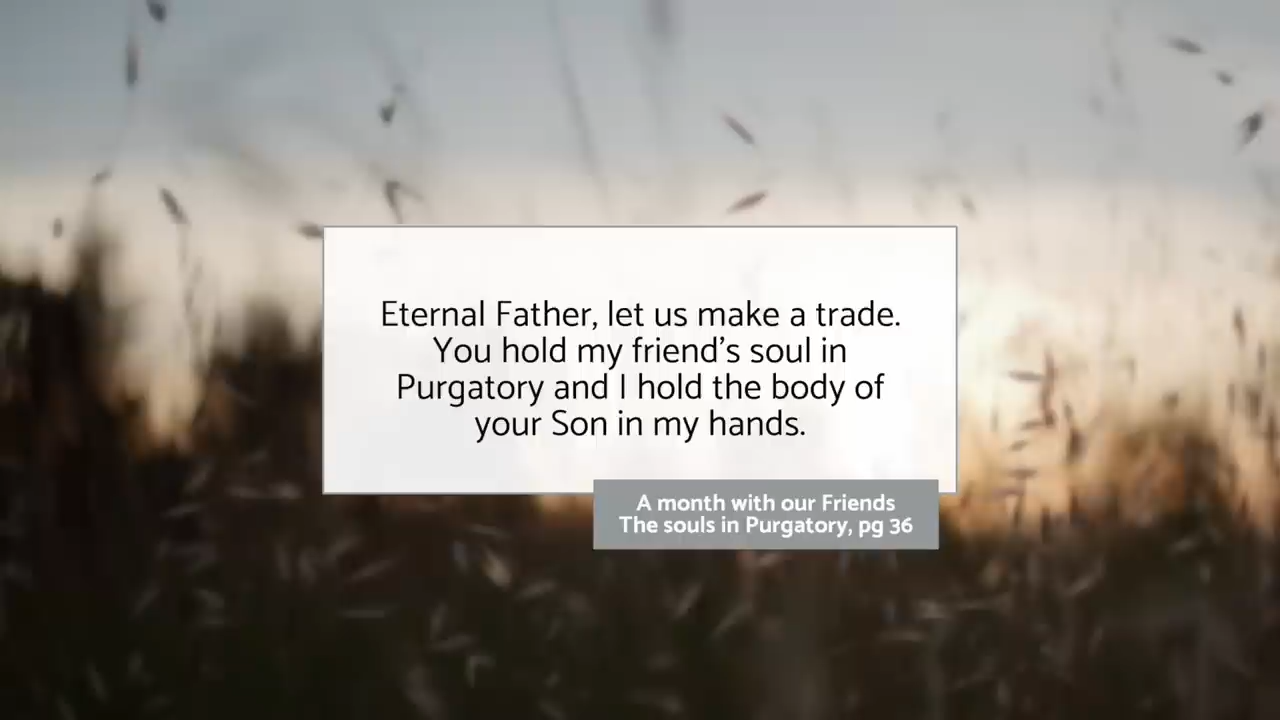 Eternal Father, let us make a trade.
You hold my friend's soul in
Purgatory and I hold the body of
your Son in my hands.
A month with our Friends
The souls in Purgatory, pg 36